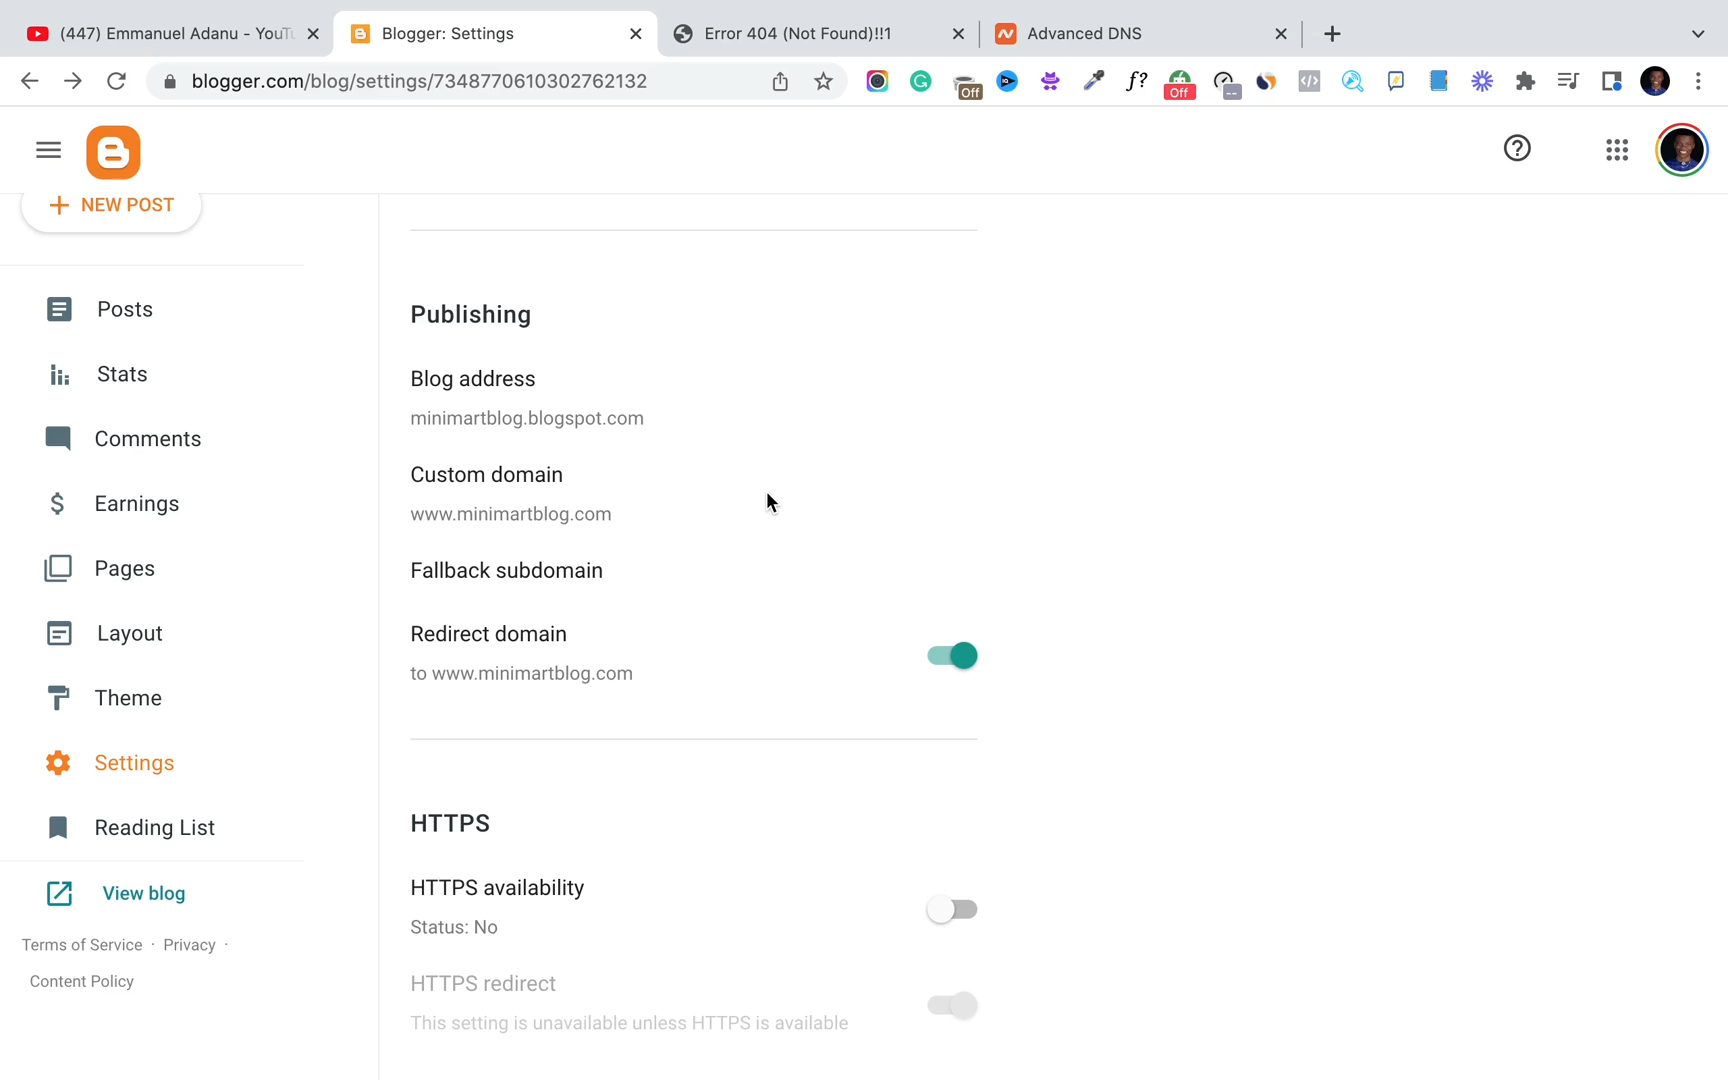 (447) Emmanuel Adanu - YouTu
Blogger: Settings
Error 404 (Not Found)!!1
Advanced DNS
blogger.com/blog/settings/7348770610302762132
Off
f?
Off
--
NEW POST
Posts
Stats
Comments
Earnings
Pages
Layout
Theme
Settings
Reading List
View blog
Terms of Service · Privacy ·
Content Policy
Publishing
Blog address
minimartblog.blogspot.com
Custom domain
www.minimartblog.com
Fallback subdomain
Redirect domain
to www.minimartblog.com
HTTPS
HTTPS availability
Status: No
HTTPS redirect
This setting is unavailable unless HTTPS is available